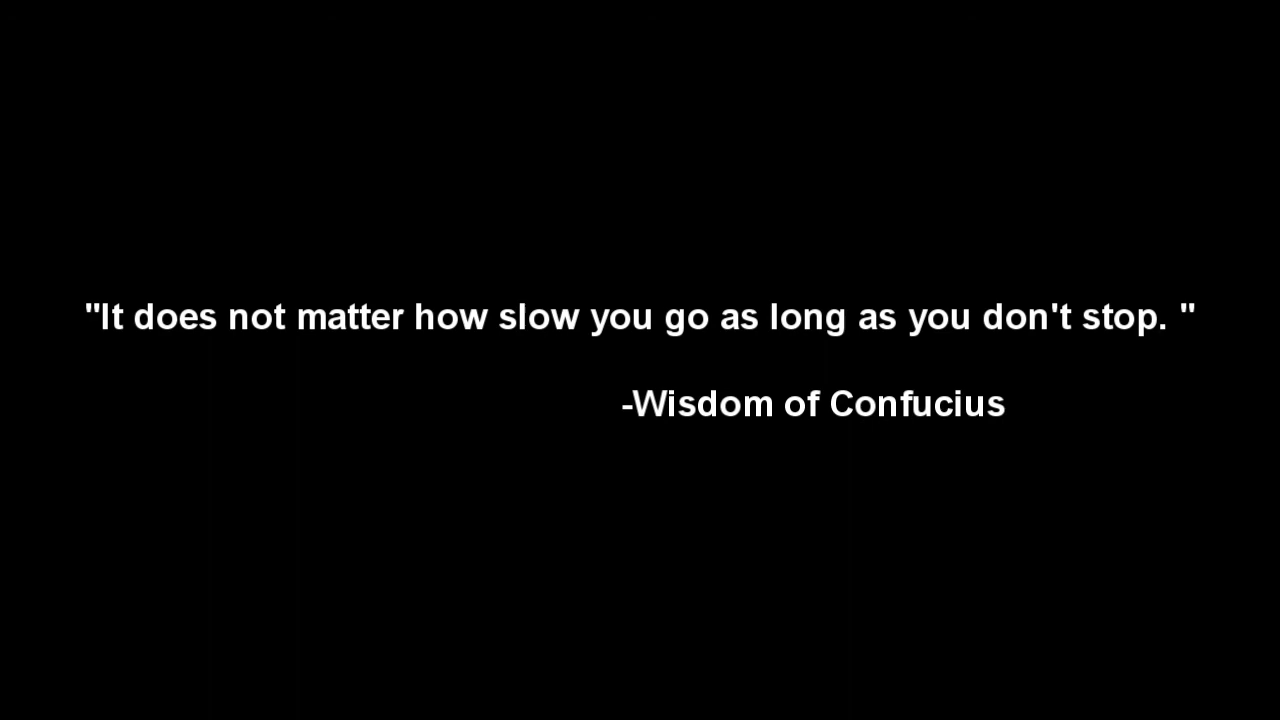 "It does not matter how slow you go as long as you don't stop. "
-Wisdom of Confucius